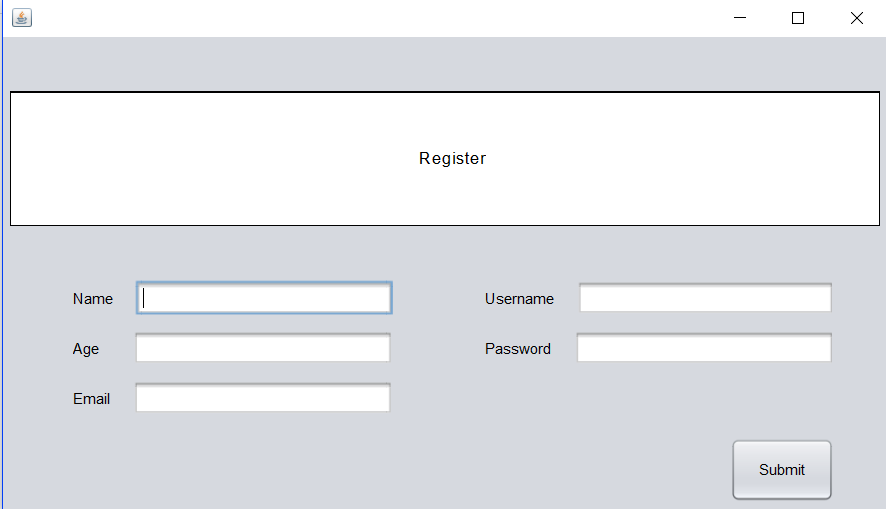 Register
Name
Username
Age
Password
Email
Submit